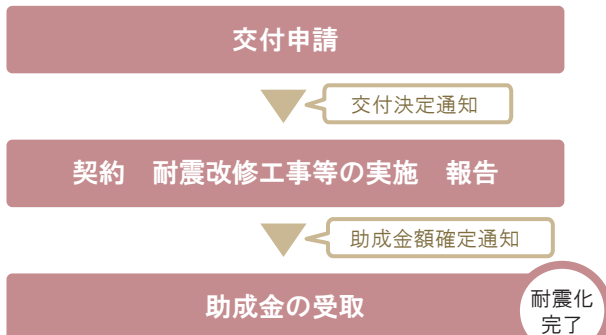 交付申請
交付決定通知
契約　耐震改修工事等の実施　報告
助成金額確定通知
助成金の受取
耐震化
完了